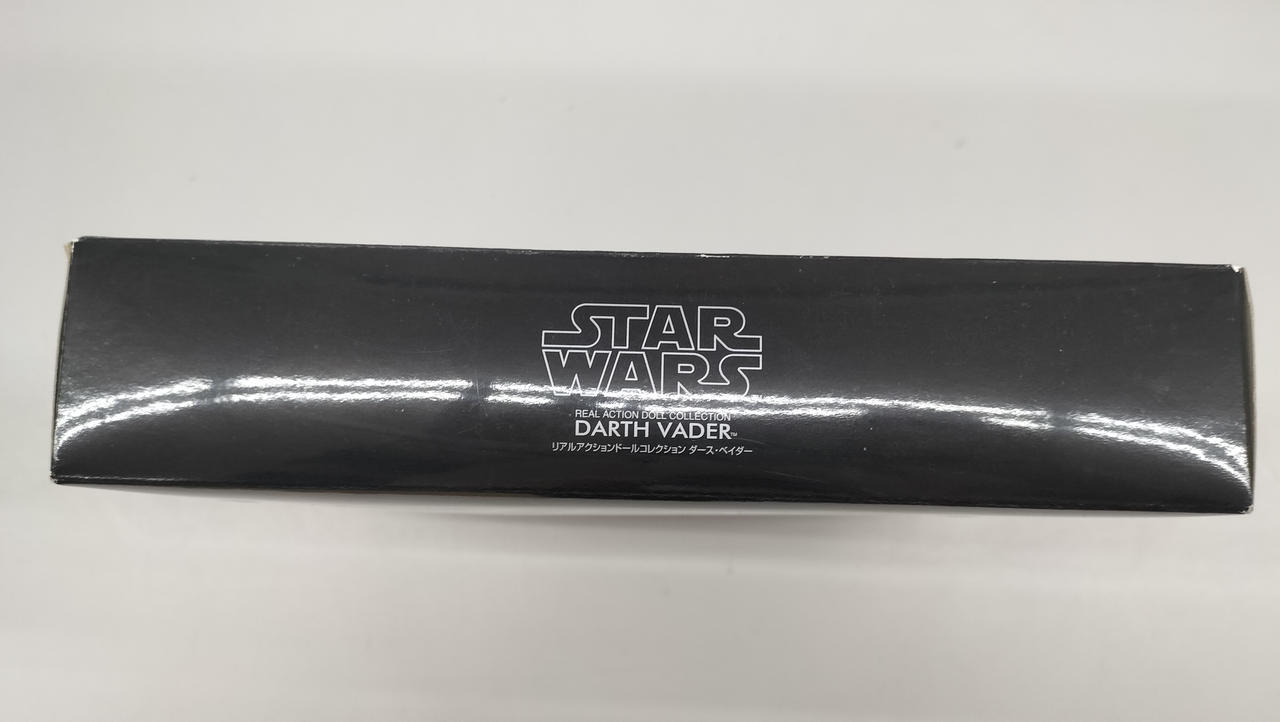 STAR
WARS
REAL ACTION DOLL COLLECTION
DARTH VADER™
リアルアクションドールコレクション ダース・ベイダー